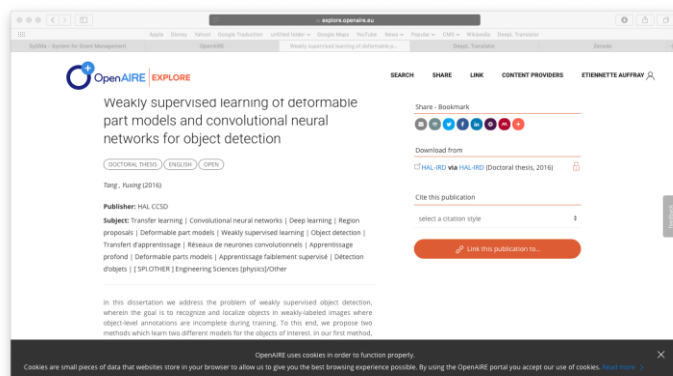 explore.openaire.eu
Apple Disney Yahoo! Google Traduction untitled folder Google Maps YouTube News Popular CMS Wikipedia DeepL Translator
SyGMa - System for Grant Management OpenAIRE Weakly supervised learning of deformable p... DeepL Translator Zenodo
OpenAIRE EXPLORE
SEARCH SHARE LINK CONTENT PROVIDERS ETIENNETTE AUFFRAY
Weakly supervised learning of deformable
part models and convolutional neural
networks for object detection
DOCTORAL THESIS ENGLISH OPEN
Tang , Yuxing (2016)
Publisher: HAL CCSD
Subject: Transfer learning | Convolutional neural networks | Deep learning | Region
proposals | Deformable part models | Weakly supervised learning | Object detection |
Transfert d'apprentissage | Réseaux de neurones convolutionnels | Apprentissage
profond | Deformable parts models | Apprentissage faiblement supervisé | Détection
d'objets | [ SPI.OTHER ] Engineering Sciences [physics]/Other
In this dissertation we address the problem of weakly supervised object detection,
wherein the goal is to recognize and localize objects in weakly-labeled images where
object-level annotations are incomplete during training. To this end, we propose two
methods which learn two different models for the objects of interest. In our first method,
Share - Bookmark
Download from
HAL-IRD via HAL-IRD (Doctoral thesis, 2016)
Cite this publication
select a citation style
Link this publication to...
Feedback
OpenAIRE uses cookies in order to function properly.
Cookies are small pieces of data that websites store in your browser to allow us to give you the best browsing experience possible. By using the OpenAIRE portal you accept our use of cookies. Read more >